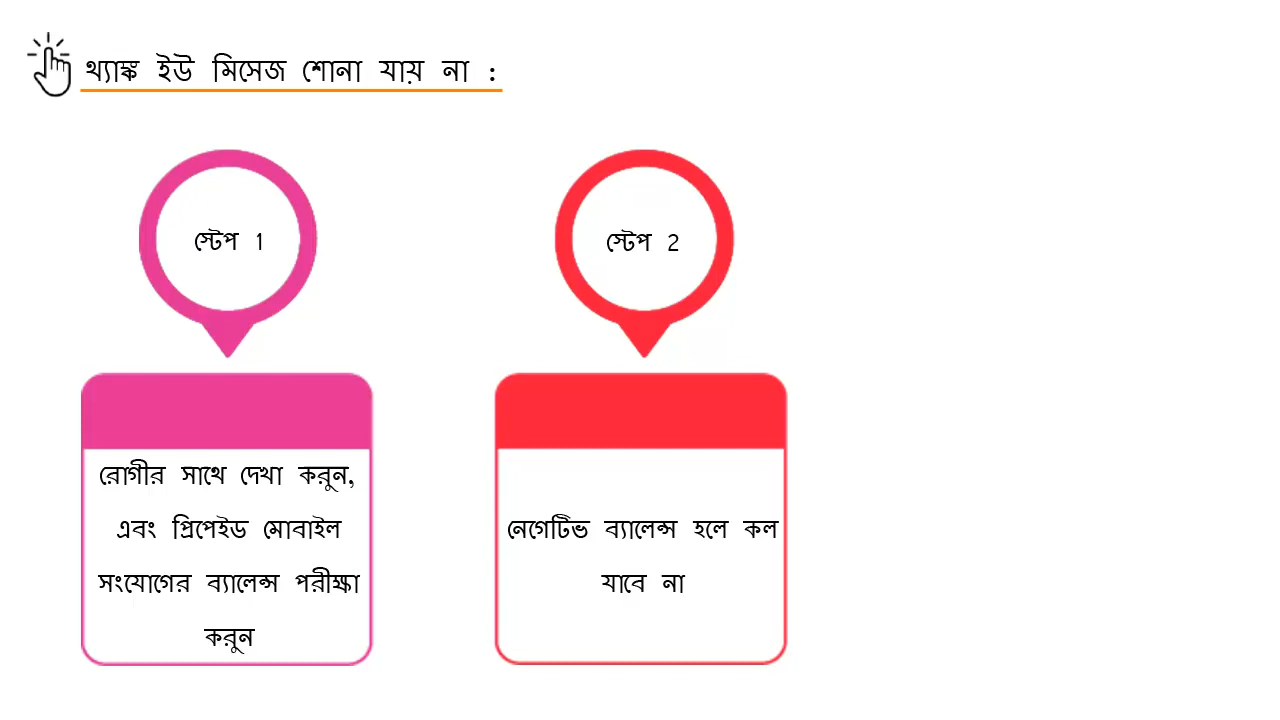 থ্যাঙ্ক ইউ মিসেজ শোনা যায় না :
স্টেপ 1
স্টেপ 2
রোগীর সাথে দেখা করুন,
এবং প্রিপেইড মোবাইল
সংযোগের ব্যালেন্স পরীক্ষা
করুন
নেগেটিভ ব্যালেন্স হলে কল
যাবে না